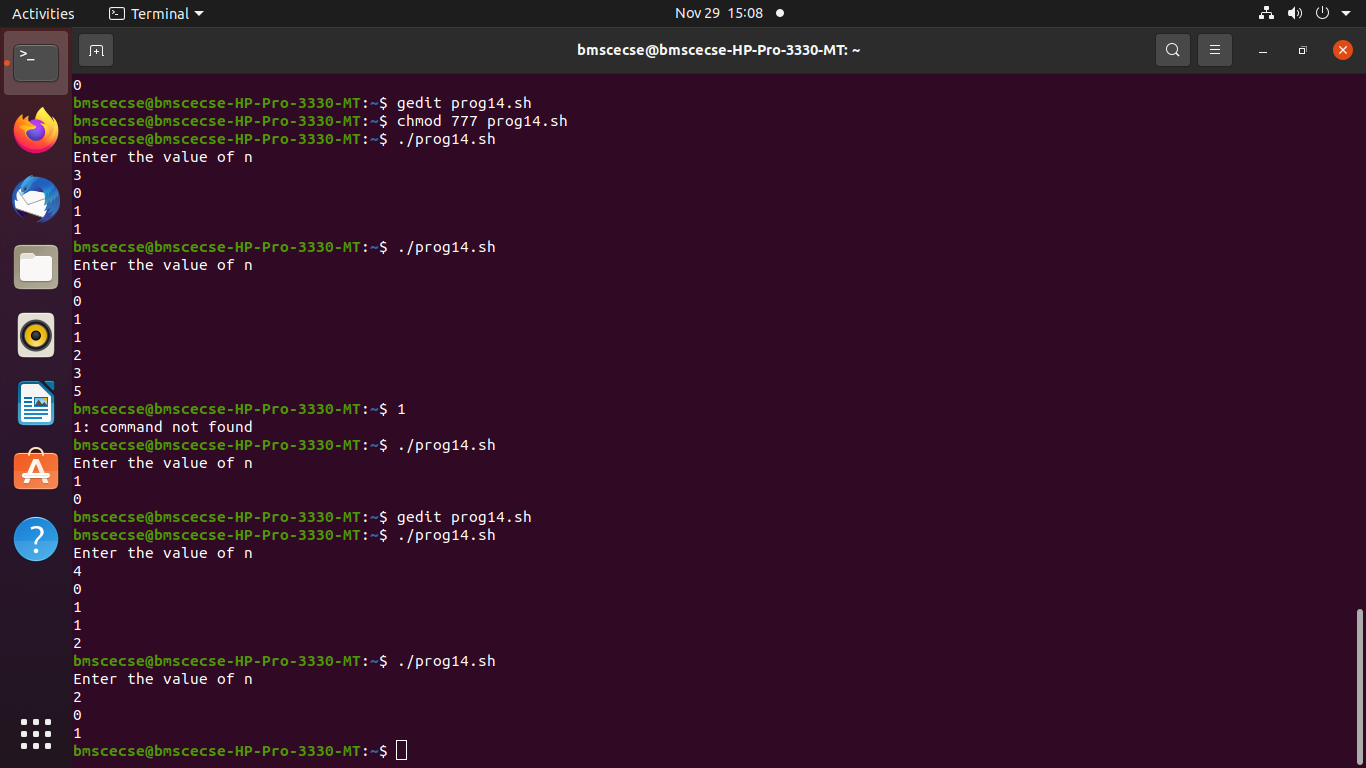 Activities Terminal Nov 29 15:08
bmscecse@bmscecse-HP-Pro-3330-MT: ~
0
bmscecse@bmscecse-HP-Pro-3330-MT:~$ gedit prog14.sh
bmscecse@bmscecse-HP-Pro-3330-MT:~$ chmod 777 prog14.sh
bmscecse@bmscecse-HP-Pro-3330-MT:~$ ./prog14.sh
Enter the value of n
3
0
1
1
bmscecse@bmscecse-HP-Pro-3330-MT:~$ ./prog14.sh
Enter the value of n
6
0
1
1
2
3
5
bmscecse@bmscecse-HP-Pro-3330-MT:~$ 1
1: command not found
bmscecse@bmscecse-HP-Pro-3330-MT:~$ ./prog14.sh
Enter the value of n
1
0
bmscecse@bmscecse-HP-Pro-3330-MT:~$ gedit prog14.sh
bmscecse@bmscecse-HP-Pro-3330-MT:~$ ./prog14.sh
Enter the value of n
4
0
1
1
2
bmscecse@bmscecse-HP-Pro-3330-MT:~$ ./prog14.sh
Enter the value of n
2
0
1
bmscecse@bmscecse-HP-Pro-3330-MT:~$